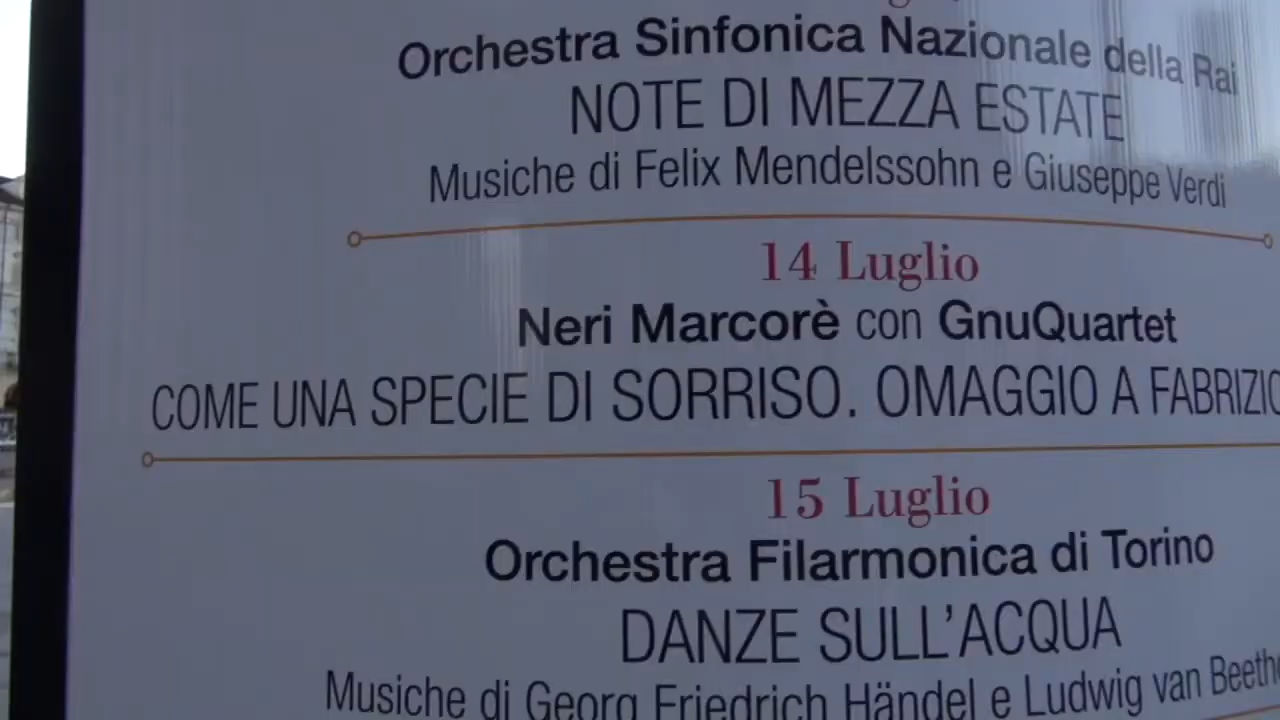 Orchestra Sinfonica Nazionale della Rai
NOTE DI MEZZA ESTATE
Musiche di Felix Mendelssohn e Giuseppe Verdi
14 Luglio
Neri Marcorè con GnuQuartet
COME UNA SPECIE DI SORRISO. OMAGGIO A FABRIZIO
15 Luglio
Orchestra Filarmonica di Torino
DANZE SULL'ACQUA
Musiche di Georg Friedrich Händel e Ludwig van